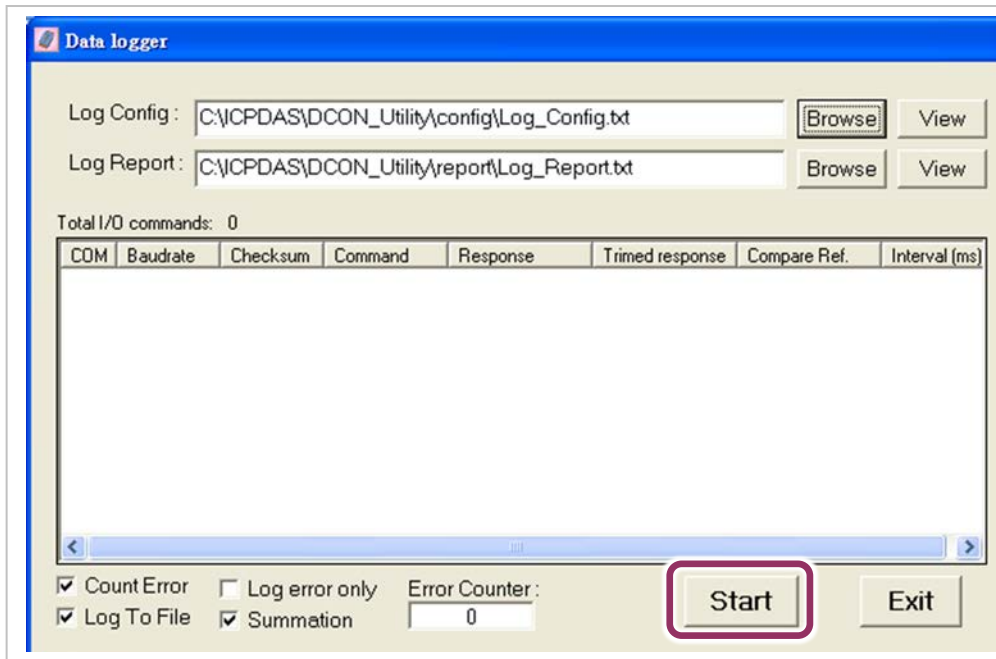 Data logger
Log Config : C:\ICPDAS\DCON_Utility\config\Log_Config.txt Browse View
Log Report : C:\ICPDAS\DCON_Utility\report\Log_Report.txt Browse View
Total I/O commands: 0
COM Baudrate Checksum Command Response Trimed response Compare Ref. Interval (ms)
Count Error Log error only Error Counter : Start Exit
Log To File Summation 0